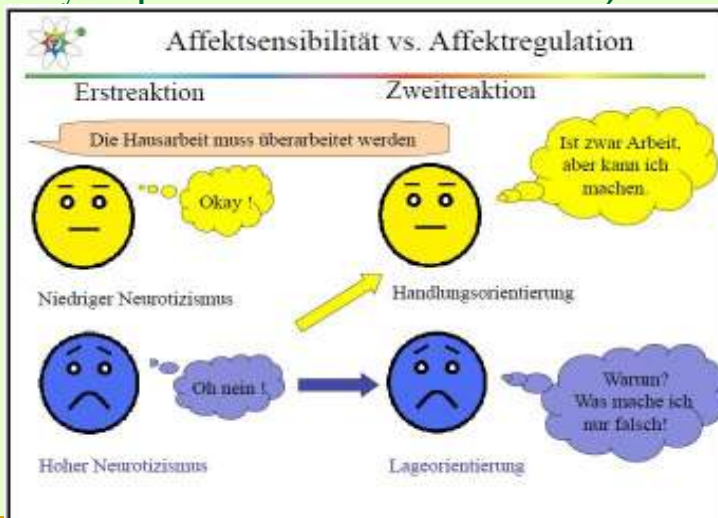 Affektsensibilität vs. Affektregulation
Erstreaktion
Zweitreaktion
Die Hausarbeit muss überarbeitet werden
Okay !
Ist zwar Arbeit,
aber kann ich
machen.
Niedriger Neurotizismus
Handlungsorientierung
Oh nein !
Warum?
Was mache ich
nur falsch!
Hoher Neurotizismus
Lageorientierung